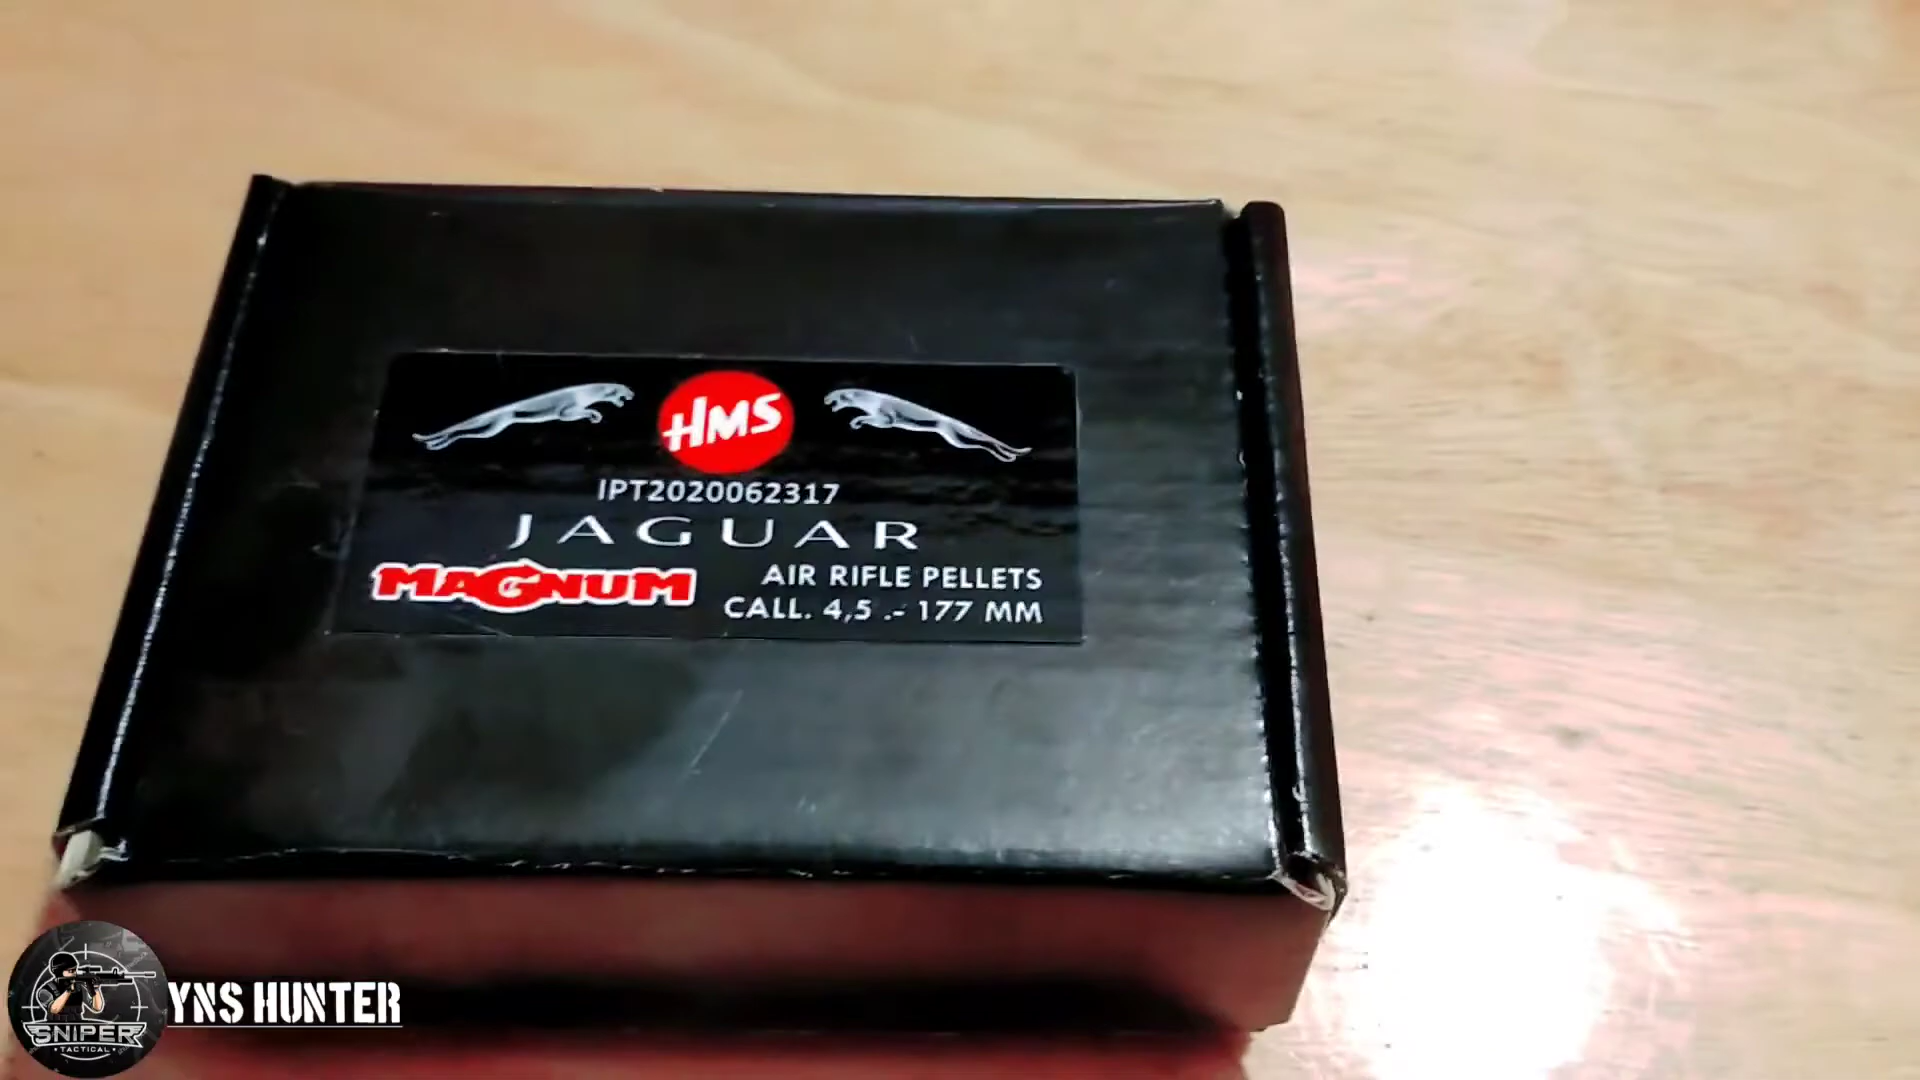 HMS
IPT2020062317
JAGUAR
MAGNUM
AIR RIFLE PELLETS
CALL. 4,5 .- 177 MM
YNS HUNTER
SNIPER
TACTICAL